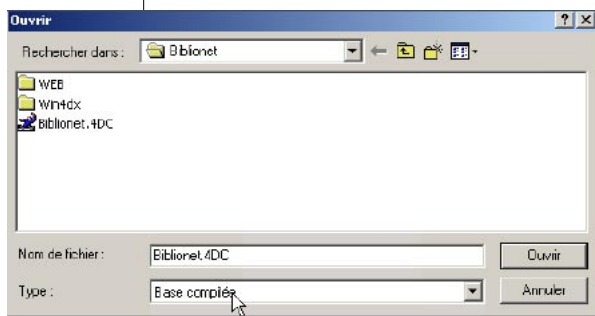 Ouvrir
Rechercher dans : Biblionet
WEB
Win4dx
Biblionet.4DC
Nom de fichier : Biblionet.4DC Ouvrir
Type : Base compilée Annuler